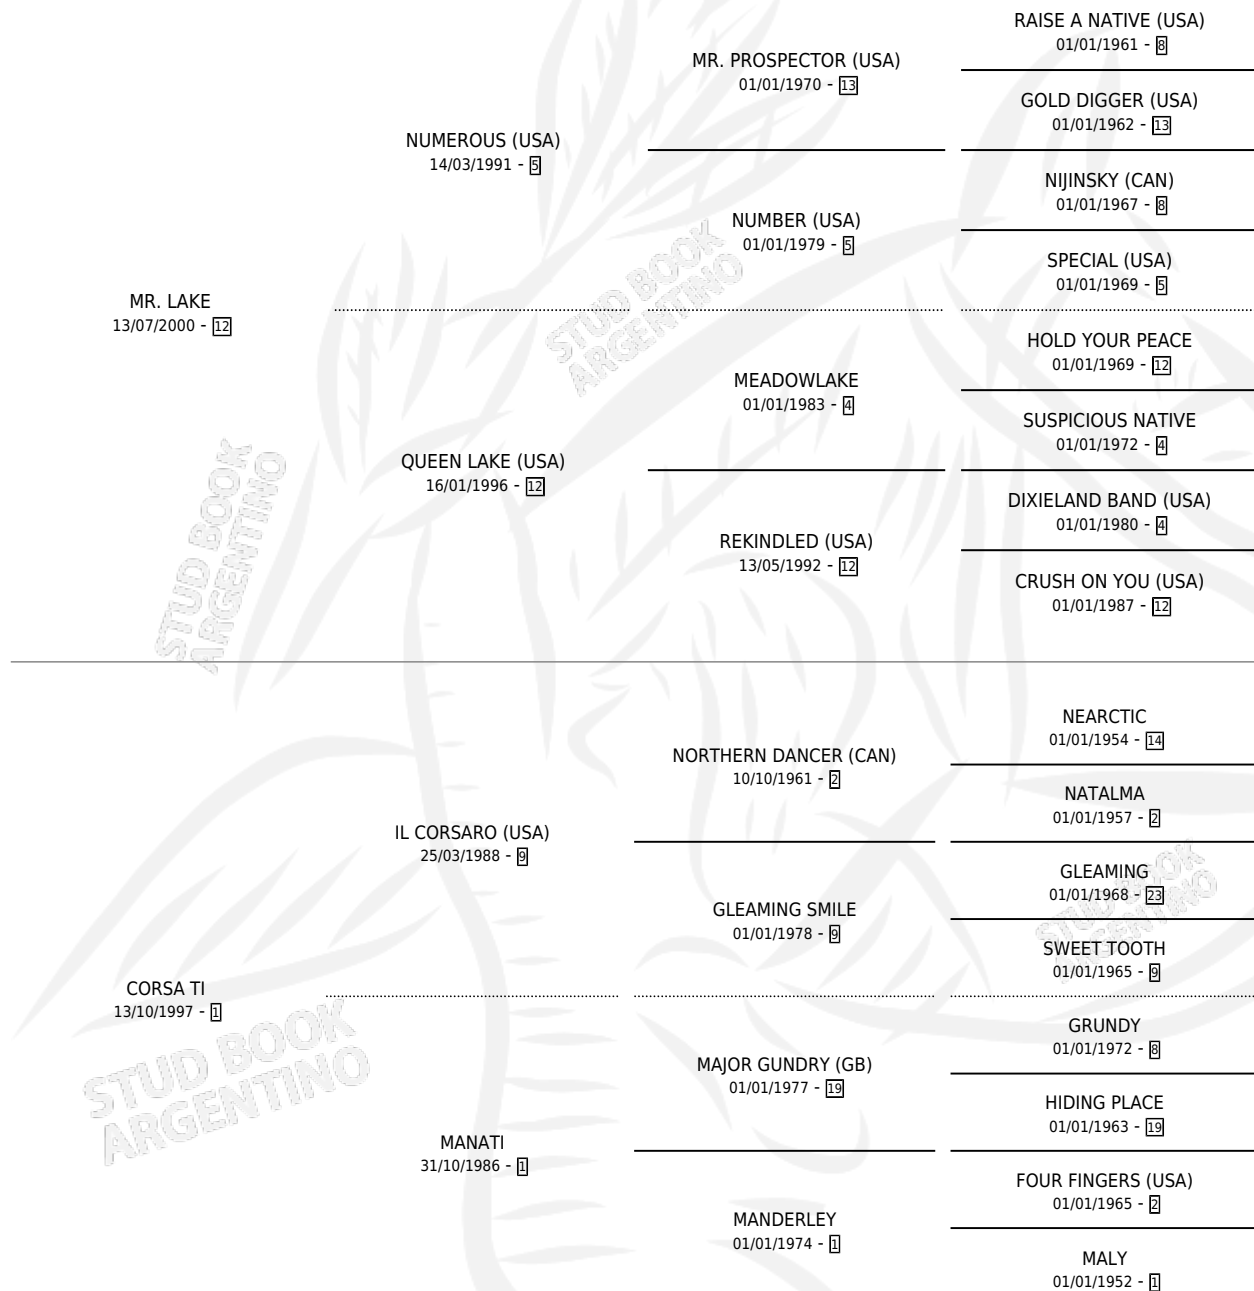 RAISE A NATIVE (USA)
01/01/1961 - 8
MR. PROSPECTOR (USA)
01/01/1970 - 13
GOLD DIGGER (USA)
01/01/1962 - 13
NUMEROUS (USA)
14/03/1991 - 5
NIJINSKY (CAN)
01/01/1967 - 8
NUMBER (USA)
01/01/1979 - 5
SPECIAL (USA)
01/01/1969 - 5
MR. LAKE
13/07/2000 - 12
HOLD YOUR PEACE
01/01/1969 - 12
MEADOWLAKE
01/01/1983 - 4
SUSPICIOUS NATIVE
01/01/1972 - 4
QUEEN LAKE (USA)
16/01/1996 - 12
DIXIELAND BAND (USA)
01/01/1980 - 4
REKINDLED (USA)
13/05/1992 - 12
CRUSH ON YOU (USA)
01/01/1987 - 12
NEARCTIC
01/01/1954 - 14
NORTHERN DANCER (CAN)
10/10/1961 - 2
NATALMA
01/01/1957 - 2
IL CORSARO (USA)
25/03/1988 - 9
GLEAMING
01/01/1968 - 23
GLEAMING SMILE
01/01/1978 - 9
SWEET TOOTH
01/01/1965 - 9
CORSA TI
13/10/1997 - 1
GRUNDY
01/01/1972 - 8
MAJOR GUNDRY (GB)
01/01/1977 - 19
HIDING PLACE
01/01/1963 - 19
MANATI
31/10/1986 - 1
FOUR FINGERS (USA)
01/01/1965 - 2
MANDERLEY
01/01/1974 - 1
MALY
01/01/1952 - 1
STUD BOOK
ARGENTINO
STUD BOOK
ARGENTINO
STUD BOOK
ARGENTINO
STUD BOOK
ARGENTINO